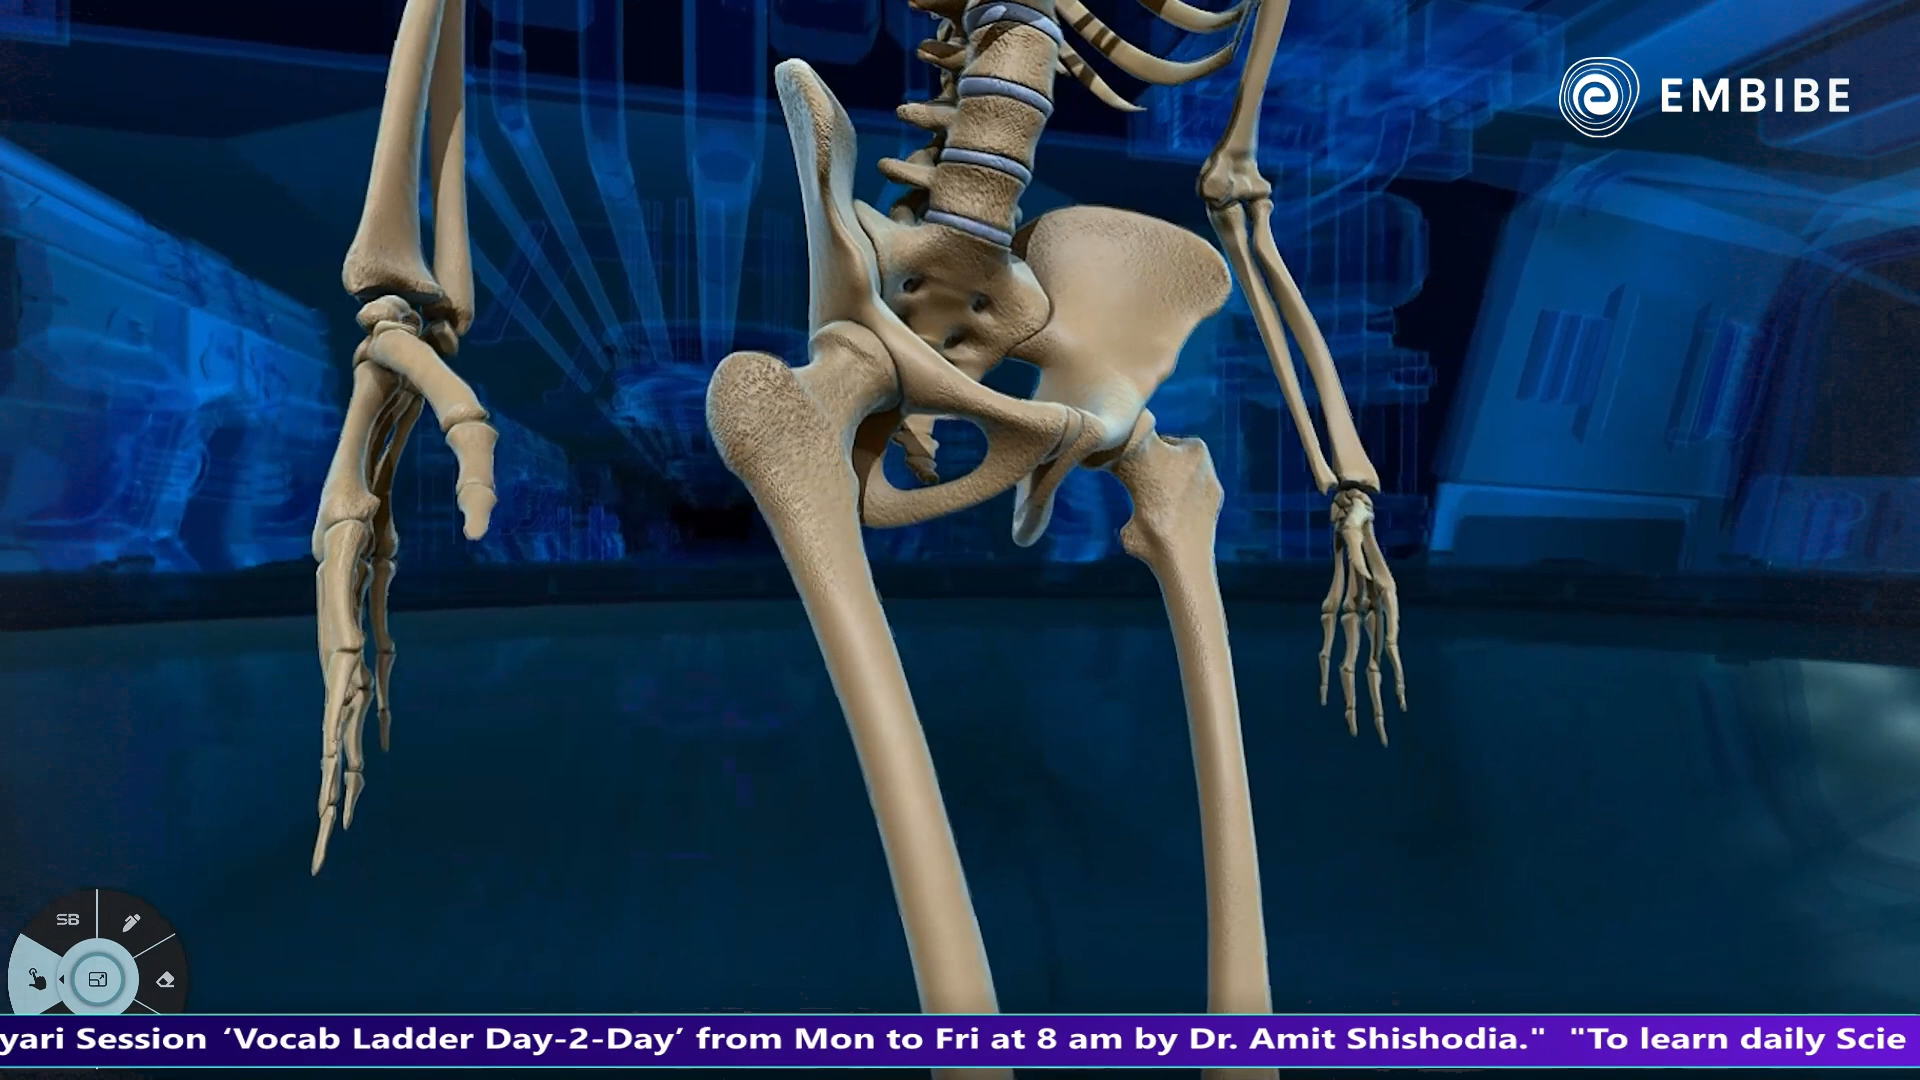 EMBIBE
SB
yari Session ‘Vocab Ladder Day-2-Day’ from Mon to Fri at 8 am by Dr. Amit Shishodia." "To learn daily Scie